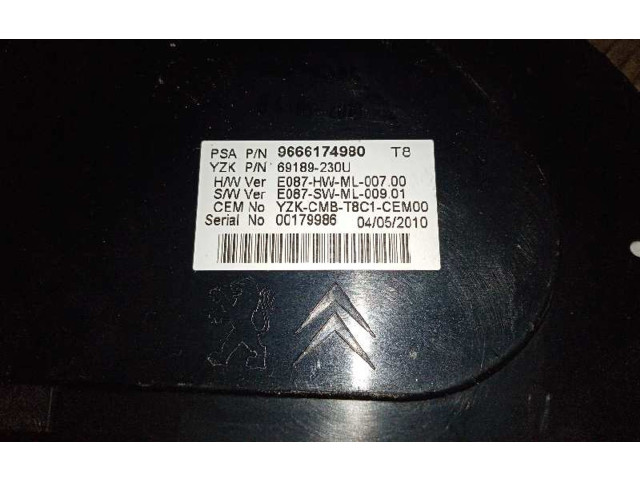 PSA P/N 9666174980 T8
YZK P/N 69189-230U
H/W Ver E087-HW-ML-007.00
S/W Ver E087-SW-ML-009.01
CEM No YZK-CMB-T8C1-CEM00
Serial No 00179986 04/05/2010